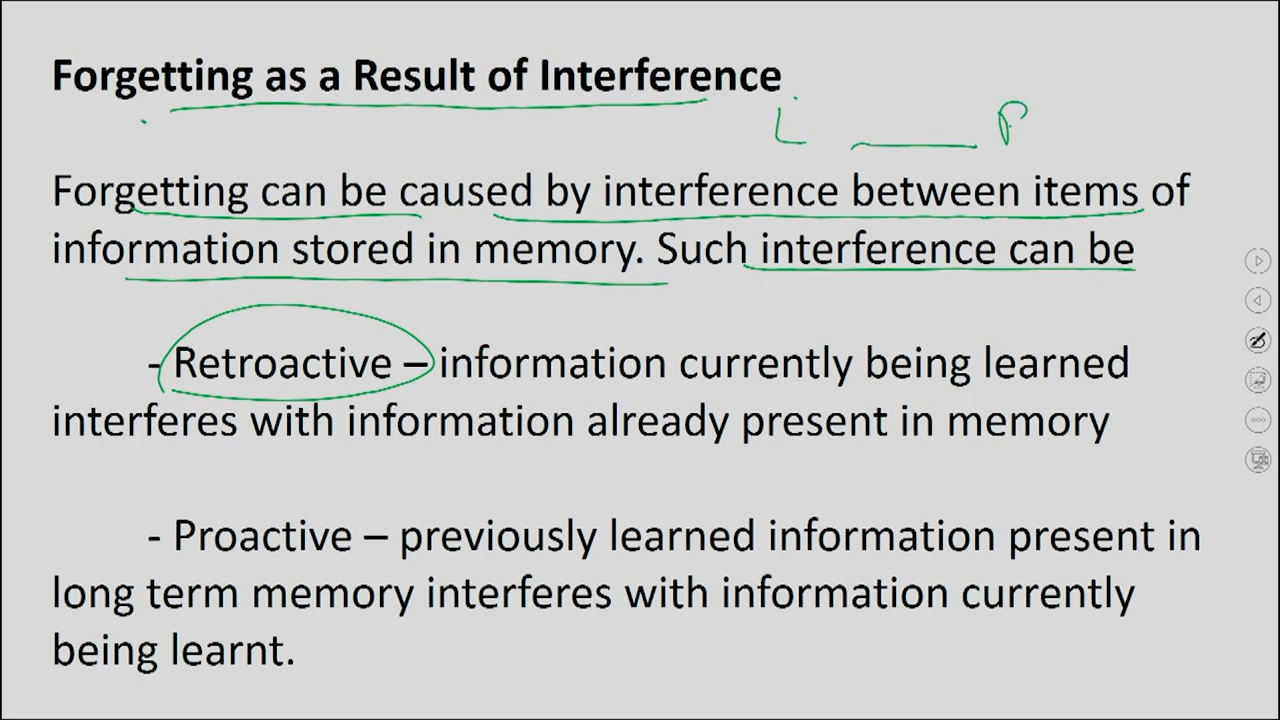 Forgetting as a Result of Interference
L ____ P
Forgetting can be caused by interference between items of
information stored in memory. Such interference can be
- Retroactive – information currently being learned
interferes with information already present in memory
- Proactive – previously learned information present in
long term memory interferes with information currently
being learnt.